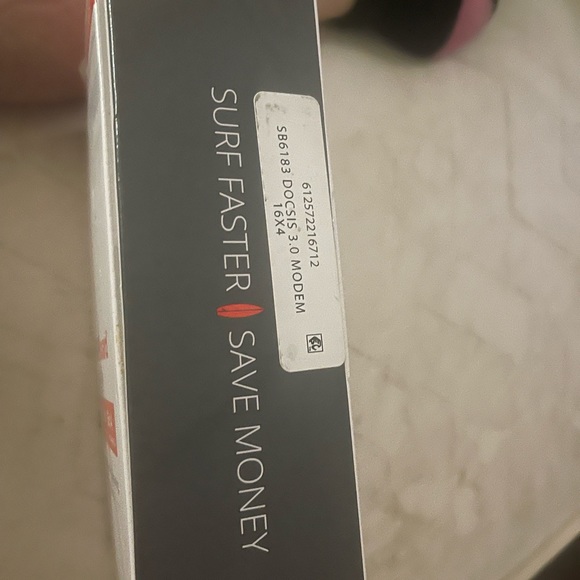 612572216712
SB6183 DOCSIS 3.0 MODEM
16X4
SURF FASTER SAVE MONEY